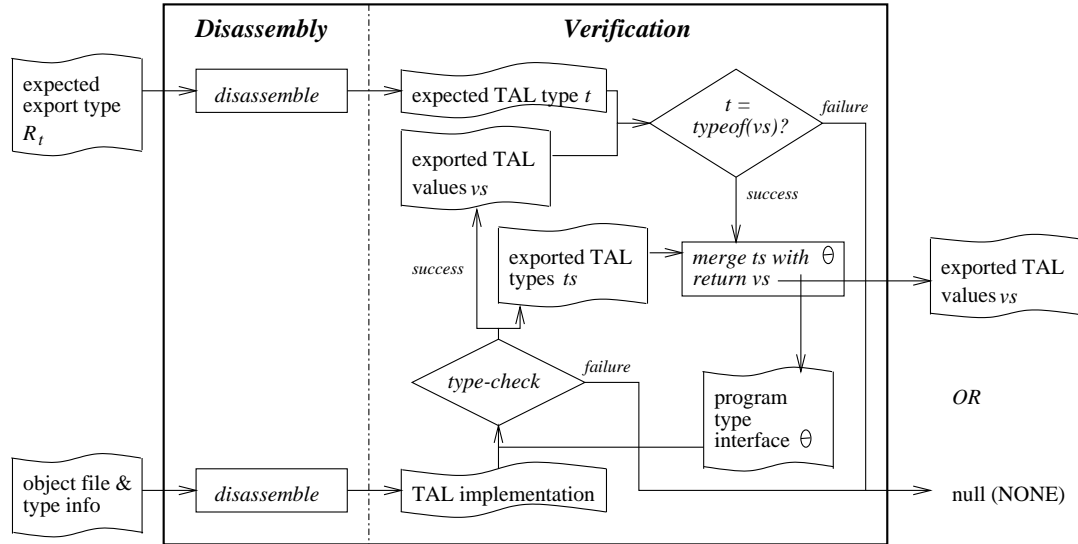 Disassembly
Verification
expected
export type
R_t
disassemble
expected TAL type t
t =
typeof(vs)?
failure
exported TAL
values vs
success
success
exported TAL
types ts
merge ts with θ
return vs
exported TAL
values vs
type-check
failure
program
type
interface θ
OR
object file &
type info
disassemble
TAL implementation
null (NONE)